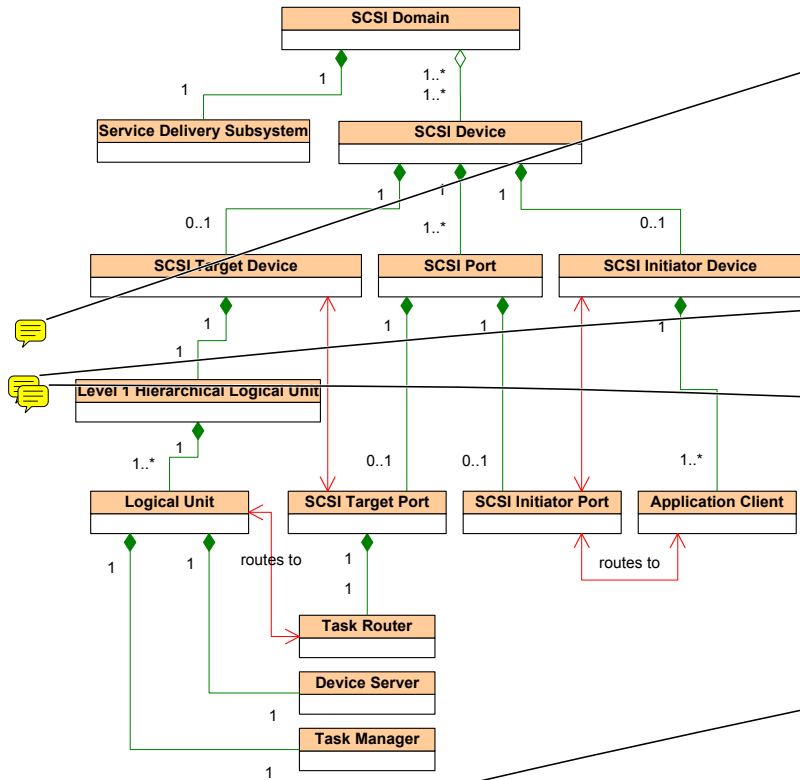 SCSI Domain
1
1..*
1
1..*
Service Delivery Subsystem
SCSI Device
1
1
1
0..1
1..*
0..1
SCSI Target Device
SCSI Port
SCSI Initiator Device
1
1
1
1
1
Level 1 Hierarchical Logical Unit
1
1..*
0..1
0..1
1..*
Logical Unit
SCSI Target Port
SCSI Initiator Port
Application Client
1
1
routes to
1
routes to
1
Task Router
Device Server
1
Task Manager
1